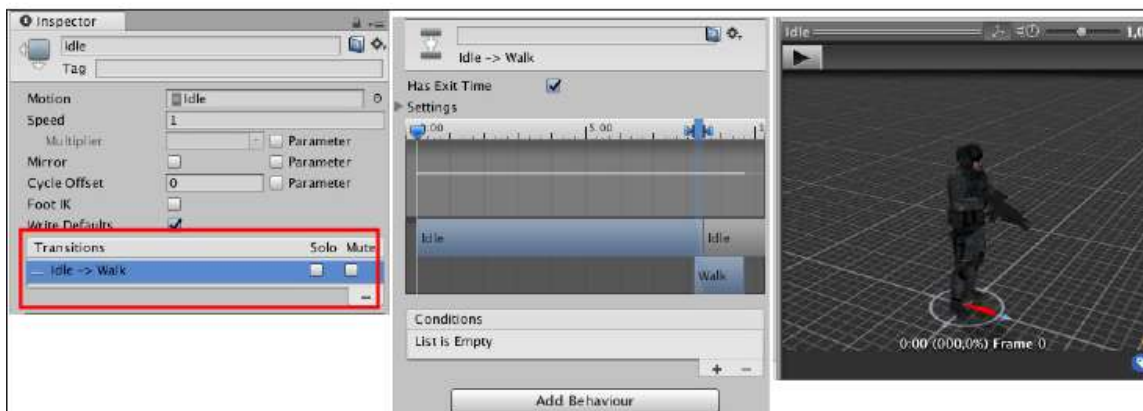 Inspector
Idle
Tag
Motion
Idle
Speed
1
Multiplier
Parameter
Mirror
Parameter
Cycle Offset
0
Parameter
Foot IK
Write Defaults
Transitions
Solo Mute
Idle -> Walk
Idle -> Walk
Has Exit Time
Settings
0:00
5:00
Idle
Idle
Walk
Conditions
List is Empty
Add Behaviour
Idle
0:00 (000,0%) Frame 0